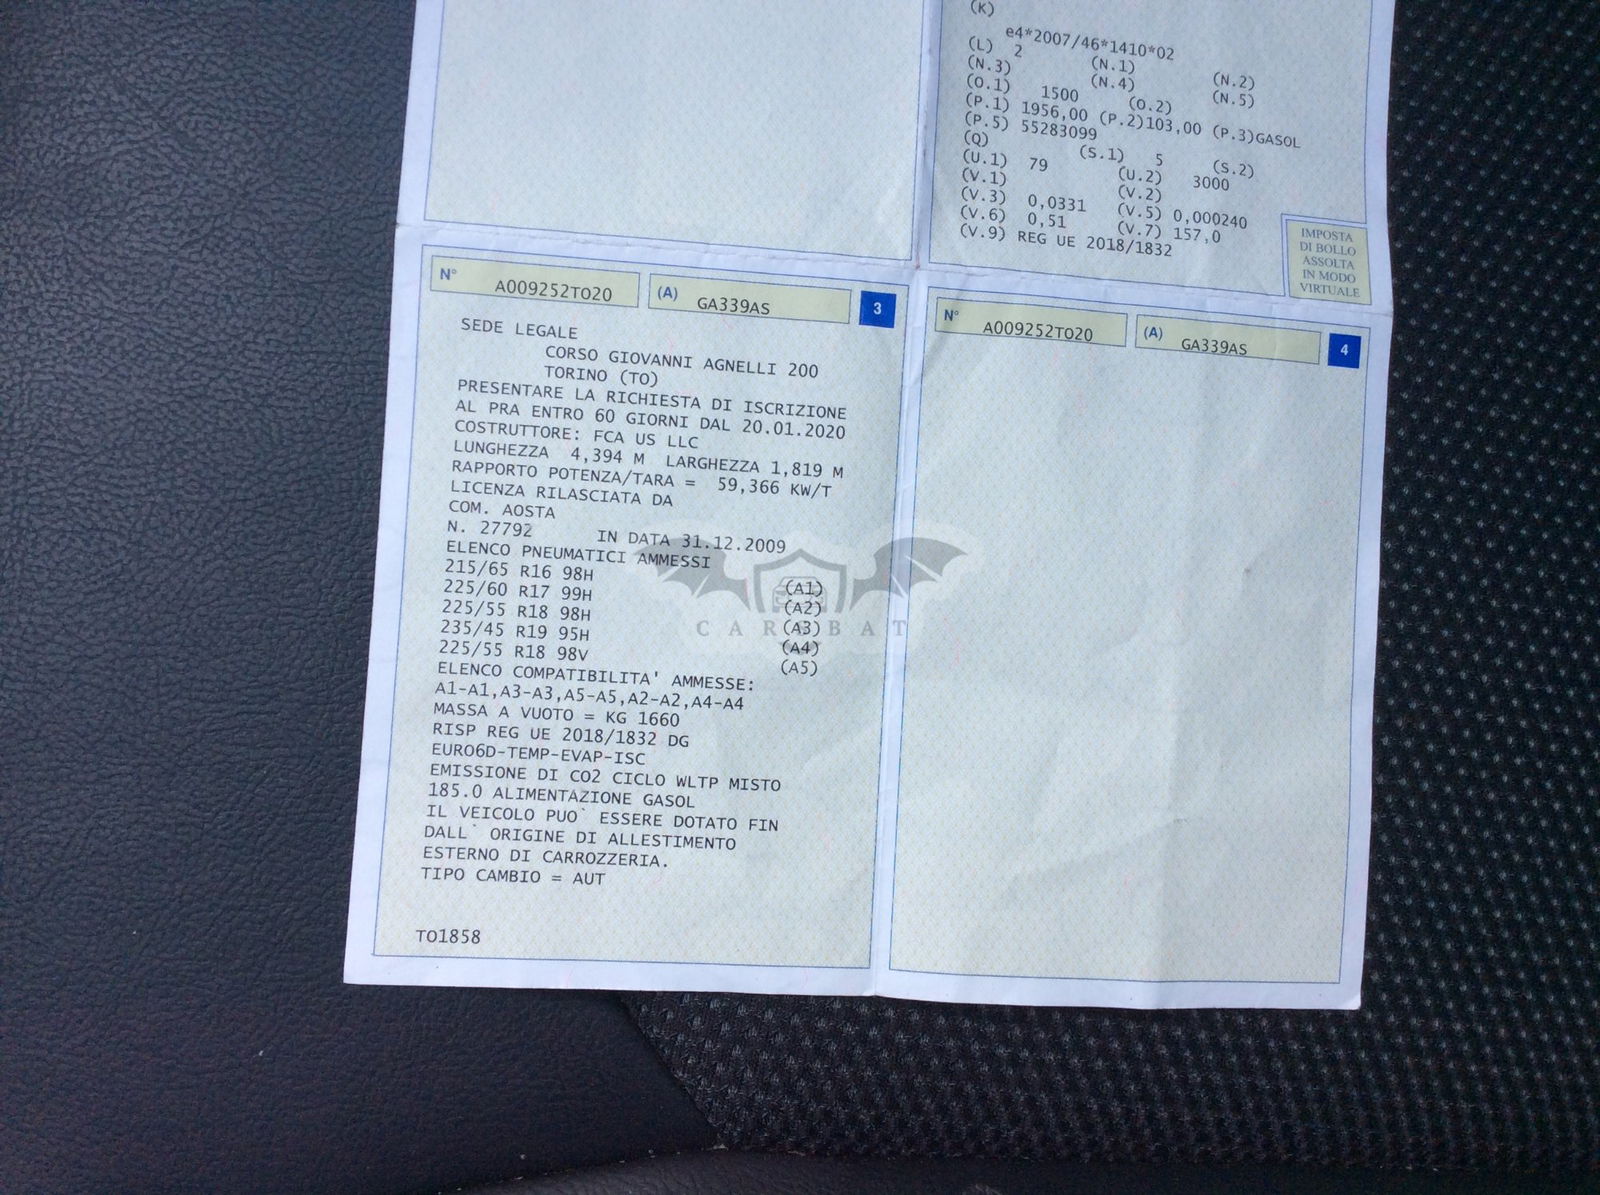 (K)
e4*2007/46*1410*02
(L) 2 (N.1) (N.2)
(N.3) (N.4) (N.5)
(O.1) 1500 (O.2)
(P.1) 1956,00 (P.2)103,00 (P.3)GASOL
(P.5) 55283099
(Q) (S.1) 5 (S.2)
(U.1) 79 (U.2) 3000
(V.1) (V.2)
(V.3) 0,0331 (V.5) 0,000240
(V.6) 0,51 (V.7) 157,0
(V.9) REG UE 2018/1832
IMPOSTA
DI BOLLO
ASSOLTA
IN MODO
VIRTUALE
N° A009252TO20 (A) GA339AS 3
SEDE LEGALE
CORSO GIOVANNI AGNELLI 200
TORINO (TO)
PRESENTARE LA RICHIESTA DI ISCRIZIONE
AL PRA ENTRO 60 GIORNI DAL 20.01.2020
COSTRUTTORE: FCA US LLC
LUNGHEZZA 4,394 M LARGHEZZA 1,819 M
RAPPORTO POTENZA/TARA = 59,366 KW/T
LICENZA RILASCIATA DA
COM. AOSTA
N. 27792 IN DATA 31.12.2009
ELENCO PNEUMATICI AMMESSI
215/65 R16 98H (A1)
225/60 R17 99H (A2)
225/55 R18 98H (A3)
235/45 R19 95H (A4)
225/55 R18 98V (A5)
ELENCO COMPATIBILITA' AMMESSE:
A1-A1,A3-A3,A5-A5,A2-A2,A4-A4
MASSA A VUOTO = KG 1660
RISP REG UE 2018/1832 DG
EURO6D-TEMP-EVAP-ISC
EMISSIONE DI CO2 CICLO WLTP MISTO
185.0 ALIMENTAZIONE GASOL
IL VEICOLO PUO` ESSERE DOTATO FIN
DALL` ORIGINE DI ALLESTIMENTO
ESTERNO DI CARROZZERIA.
TIPO CAMBIO = AUT
TO1858
N° A009252TO20 (A) GA339AS 4
CAR BAT